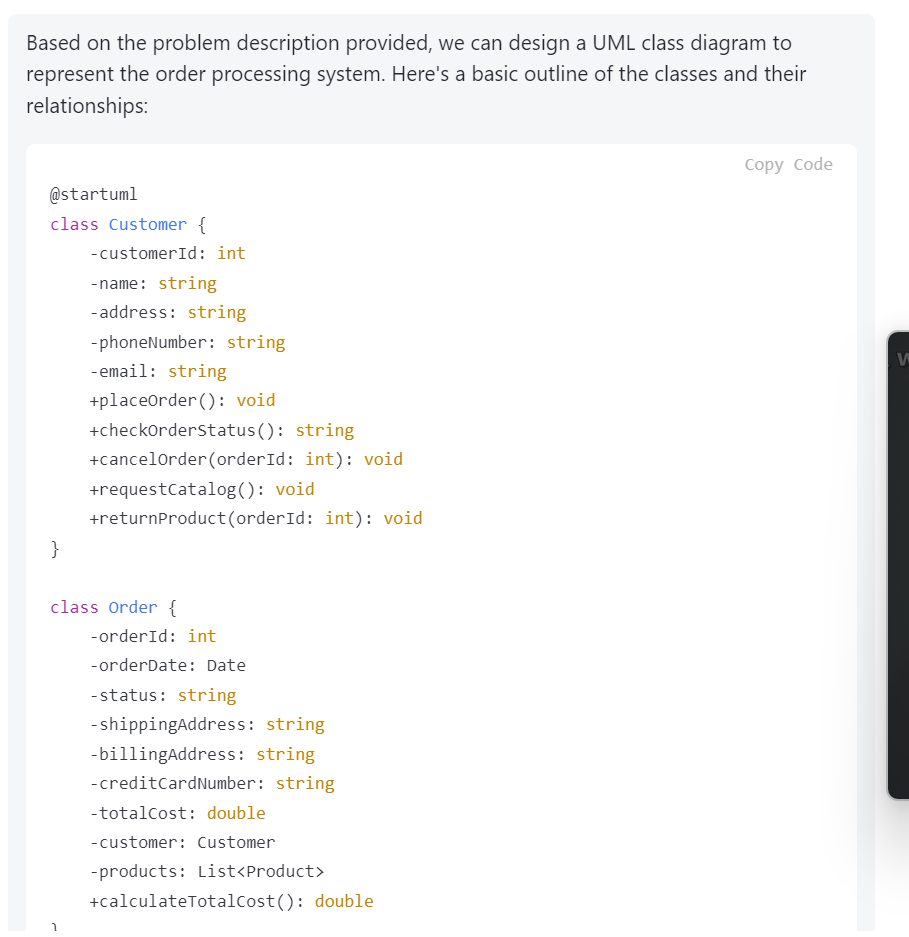 Based on the problem description provided, we can design a UML class diagram to
represent the order processing system. Here's a basic outline of the classes and their
relationships:
Copy Code
@startuml
class Customer {
    -customerId: int
    -name: string
    -address: string
    -phoneNumber: string
    -email: string
    +placeOrder(): void
    +checkOrderStatus(): string
    +cancelOrder(orderId: int): void
    +requestCatalog(): void
    +returnProduct(orderId: int): void
}

class Order {
    -orderId: int
    -orderDate: Date
    -status: string
    -shippingAddress: string
    -billingAddress: string
    -creditCardNumber: string
    -totalCost: double
    -customer: Customer
    -products: List<Product>
    +calculateTotalCost(): double
}